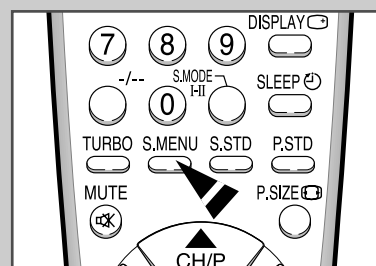 DISPLAY
7 8 9
-/-- S.MODE SLEEP
I-II
0
TURBO S.MENU S.STD P.STD
MUTE P.SIZE
CH/P